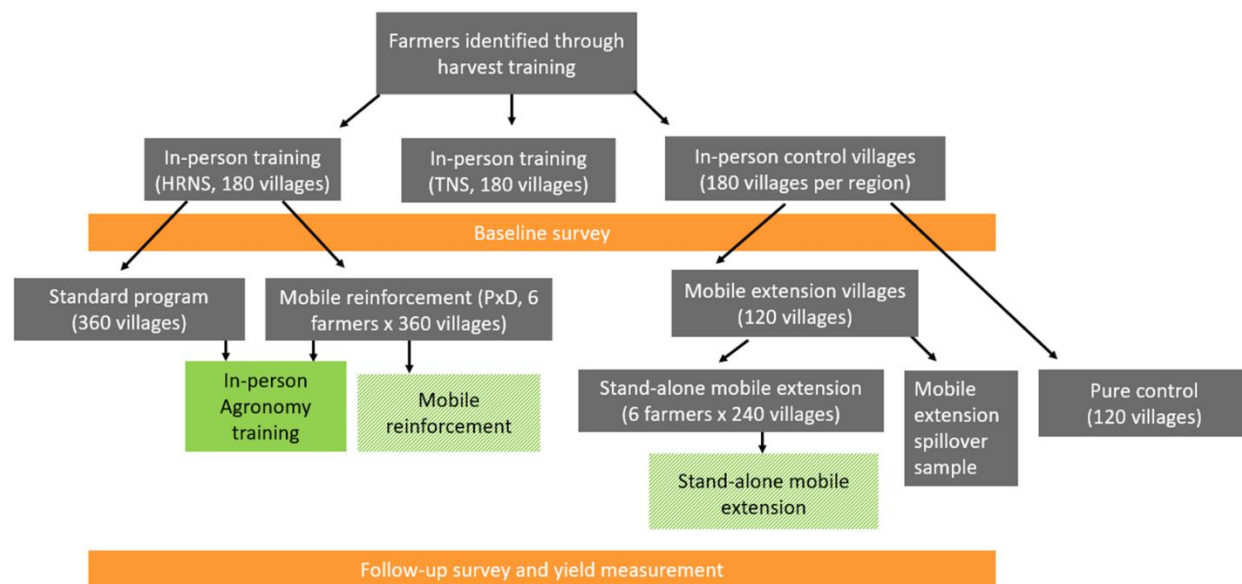 Farmers identified through
harvest training
In-person training
(HRNS, 180 villages)
In-person training
(TNS, 180 villages)
In-person control villages
(180 villages per region)
Baseline survey
Standard program
(360 villages)
Mobile reinforcement (PxD, 6
farmers x 360 villages)
Mobile extension villages
(120 villages)
In-person
Agronomy
training
Mobile
reinforcement
Stand-alone mobile extension
(6 farmers x 240 villages)
Mobile
extension
spillover
sample
Pure control
(120 villages)
Stand-alone mobile
extension
Follow-up survey and yield measurement